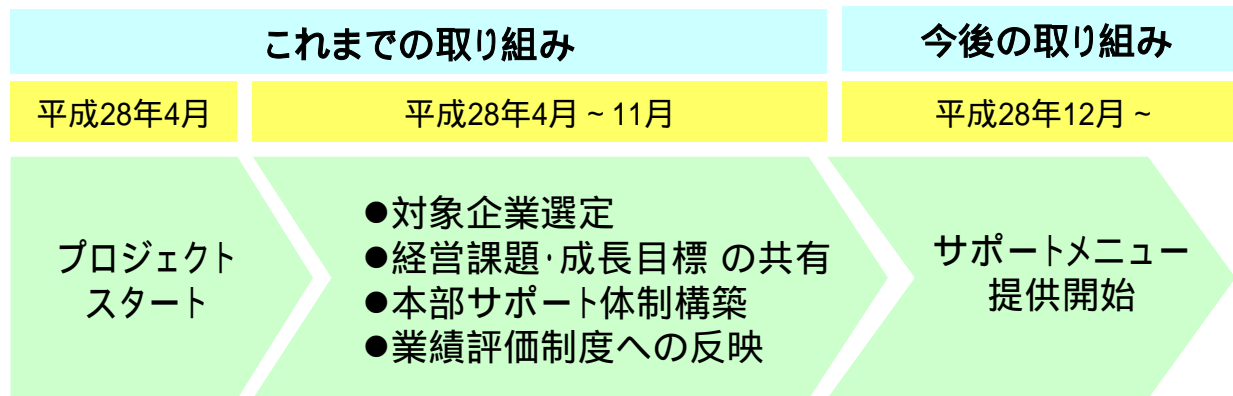 これまでの取り組み
今後の取り組み
平成28年4月
平成28年4月~11月
平成28年12月~
プロジェクト
スタート
●対象企業選定
●経営課題・成長目標 の共有
●本部サポート体制構築
●業績評価制度への反映
サポートメニュー
提供開始